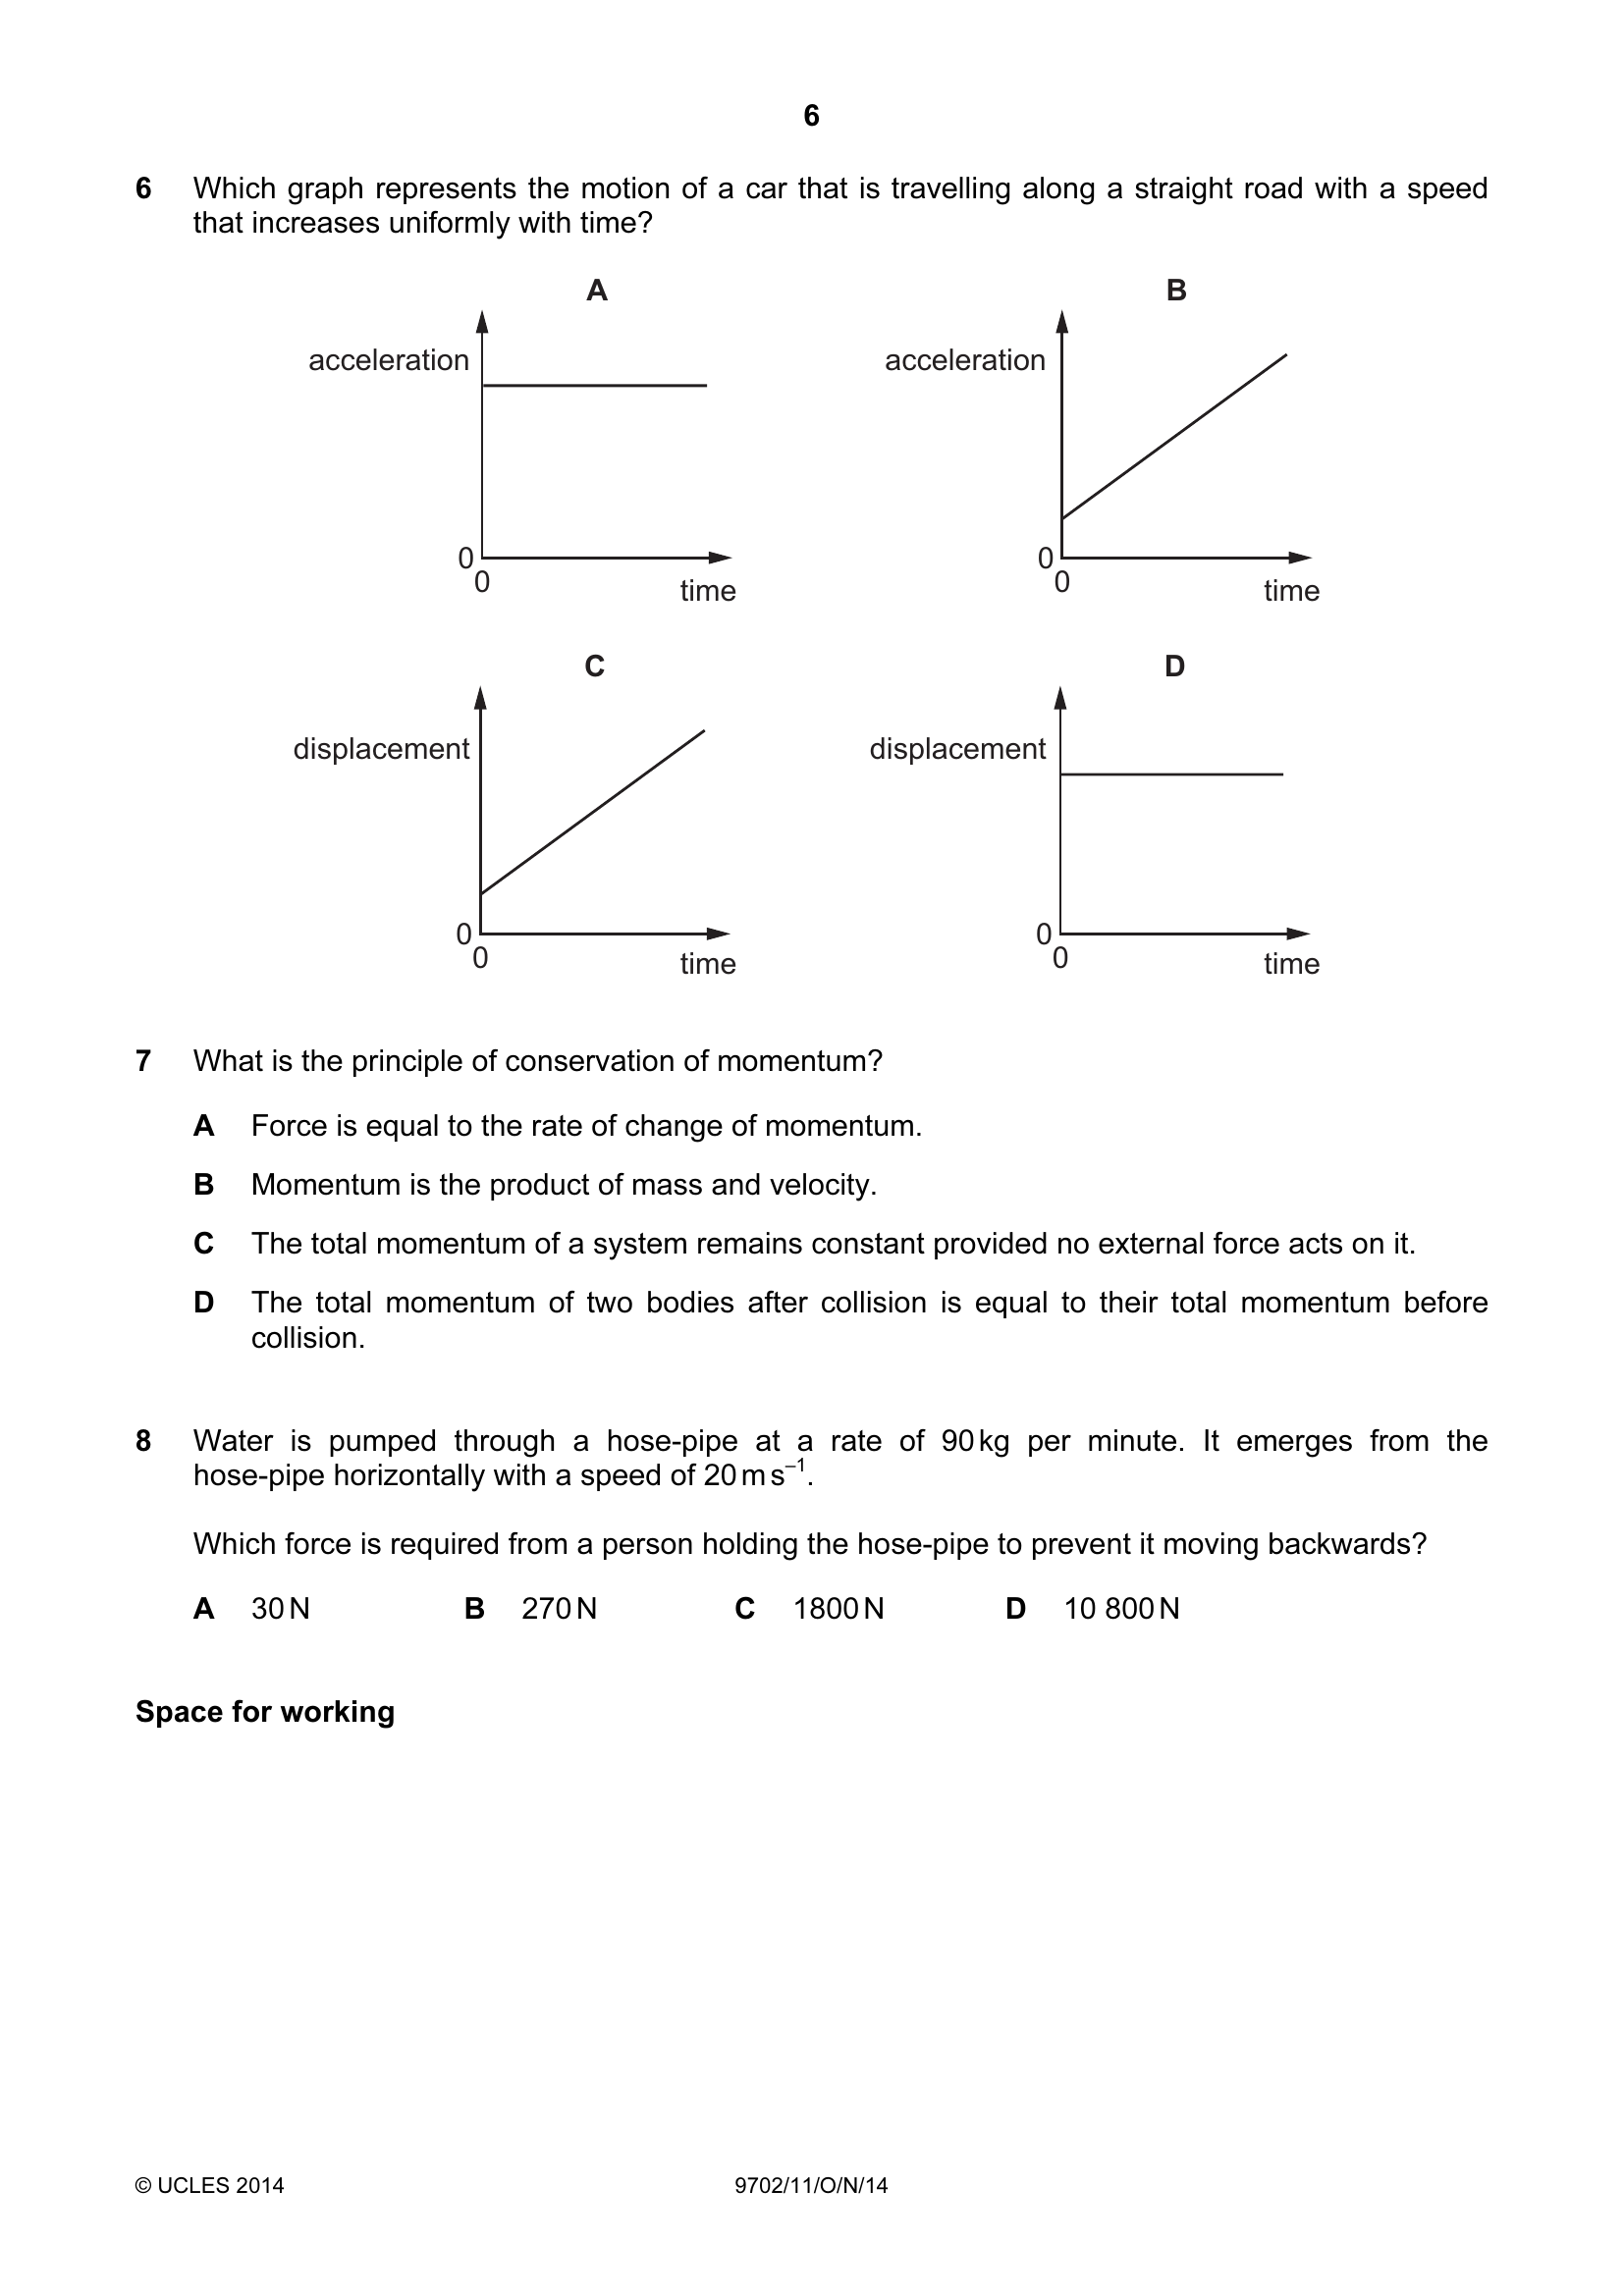 6
6 Which graph represents the motion of a car that is travelling along a straight road with a speed
that increases uniformly with time?
A
acceleration
0
0
time
B
acceleration
0
0
time
C
displacement
0
0
time
D
displacement
0
0
time
7 What is the principle of conservation of momentum?
A Force is equal to the rate of change of momentum.
B Momentum is the product of mass and velocity.
C The total momentum of a system remains constant provided no external force acts on it.
D The total momentum of two bodies after collision is equal to their total momentum before
collision.
8 Water is pumped through a hose-pipe at a rate of 90 kg per minute. It emerges from the
hose-pipe horizontally with a speed of 20 m s⁻¹.
Which force is required from a person holding the hose-pipe to prevent it moving backwards?
A 30 N B 270 N C 1800 N D 10 800 N
Space for working
© UCLES 2014 9702/11/O/N/14